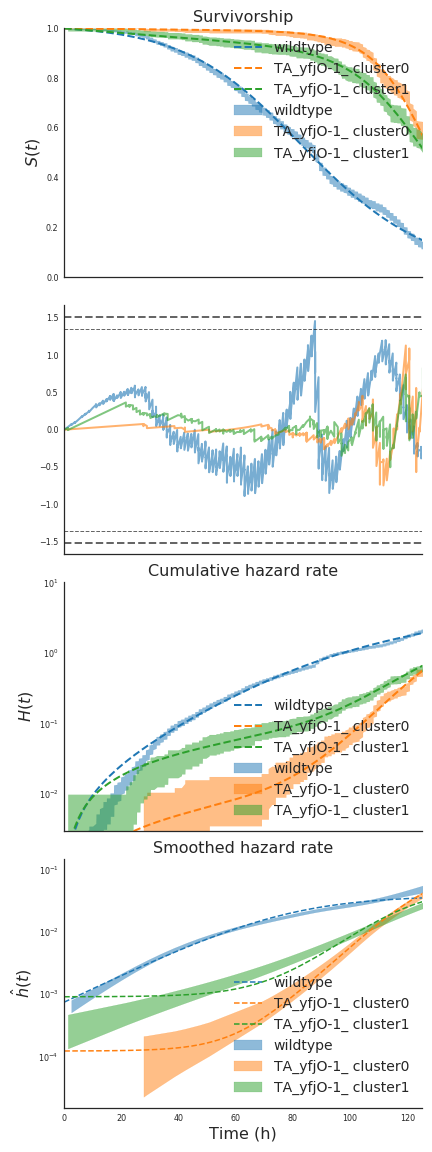 Survivorship
1.0
0.8
0.6
0.4
0.2
0.0
S(t)
wildtype
TA_yfjO-1_ cluster0
TA_yfjO-1_ cluster1
wildtype
TA_yfjO-1_ cluster0
TA_yfjO-1_ cluster1
1.5
1.0
0.5
0.0
−0.5
−1.0
−1.5
Cumulative hazard rate
10¹
10⁰
10⁻¹
10⁻²
H(t)
wildtype
TA_yfjO-1_ cluster0
TA_yfjO-1_ cluster1
wildtype
TA_yfjO-1_ cluster0
TA_yfjO-1_ cluster1
Smoothed hazard rate
10⁻¹
10⁻²
10⁻³
10⁻⁴
ĥ(t)
wildtype
TA_yfjO-1_ cluster0
TA_yfjO-1_ cluster1
wildtype
TA_yfjO-1_ cluster0
TA_yfjO-1_ cluster1
0 20 40 60 80 100 120
Time (h)